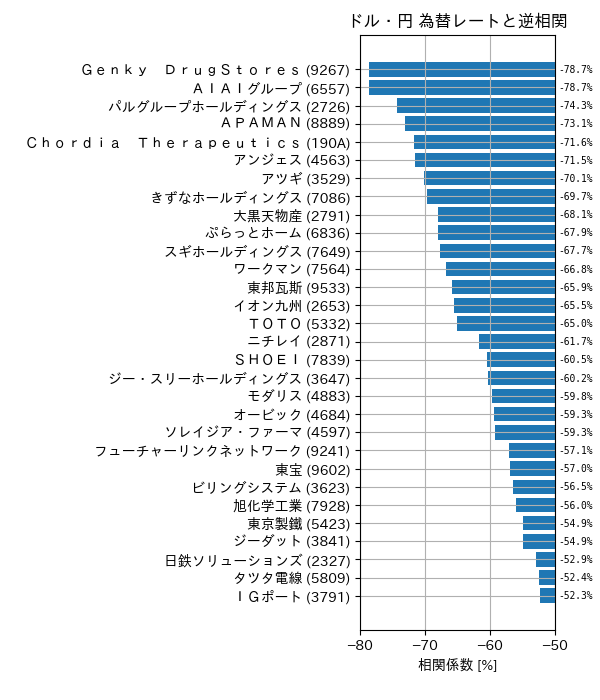 ドル・円 為替レートと逆相関
Ｇｅｎｋｙ　ＤｒｕｇＳｔｏｒｅｓ (9267) -78.7%
ＡＩＡＩグループ (6557) -78.7%
パルグループホールディングス (2726) -74.3%
ＡＰＡＭＡＮ (8889) -73.1%
Ｃｈｏｒｄｉａ　Ｔｈｅｒａｐｅｕｔｉｃｓ (190A) -71.6%
アンジェス (4563) -71.5%
アツギ (3529) -70.1%
きずなホールディングス (7086) -69.7%
大黒天物産 (2791) -68.1%
ぷらっとホーム (6836) -67.9%
スギホールディングス (7649) -67.7%
ワークマン (7564) -66.8%
東邦瓦斯 (9533) -65.9%
イオン九州 (2653) -65.5%
ＴＯＴＯ (5332) -65.0%
ニチレイ (2871) -61.7%
ＳＨＯＥＩ (7839) -60.5%
ジー・スリーホールディングス (3647) -60.2%
モダリス (4883) -59.8%
オービック (4684) -59.3%
ソレイジア・ファーマ (4597) -59.3%
フューチャーリンクネットワーク (9241) -57.1%
東宝 (9602) -57.0%
ビリングシステム (3623) -56.5%
旭化学工業 (7928) -56.0%
東京製鐵 (5423) -54.9%
ジーダット (3841) -54.9%
日鉄ソリューションズ (2327) -52.9%
タツタ電線 (5809) -52.4%
ＩＧポート (3791) -52.3%
−80 −70 −60 −50
相関係数 [%]